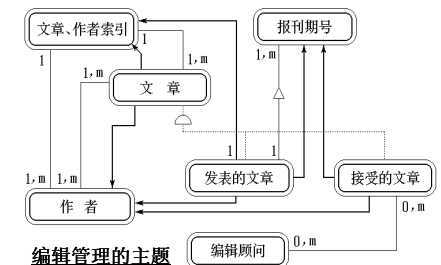 文章、作者索引
报刊期号
1
1
1,m
1,m
1,m
文 章
1,m
1,m
1
1
发表的文章
接受的文章
作 者
0,m
编辑管理的主题
编辑顾问
0,m